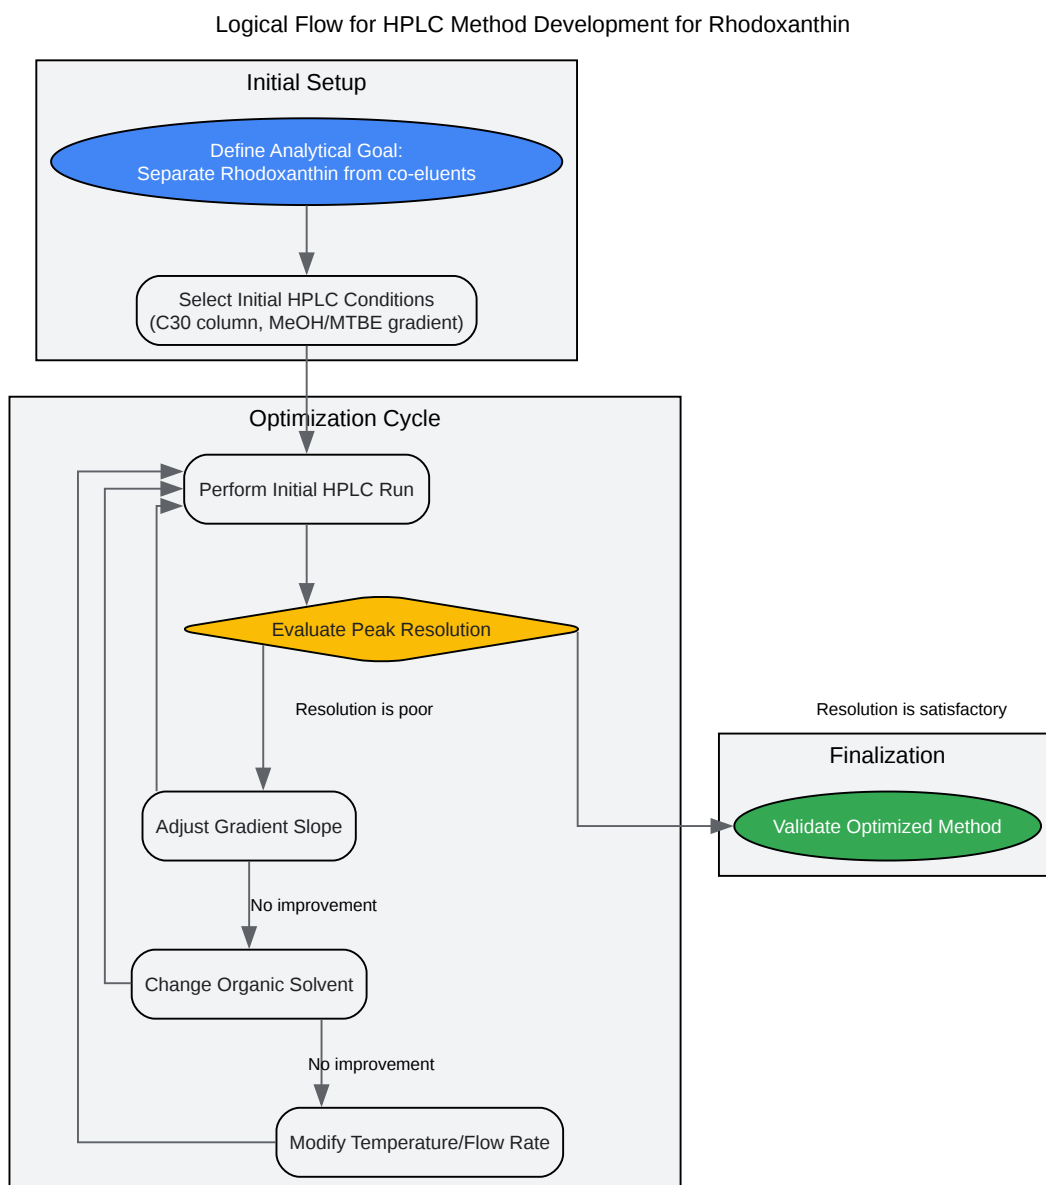 Logical Flow for HPLC Method Development for Rhodoxanthin
Initial Setup
Define Analytical Goal:
Separate Rhodoxanthin from co-eluents
Select Initial HPLC Conditions
(C30 column, MeOH/MTBE gradient)
Optimization Cycle
Perform Initial HPLC Run
Evaluate Peak Resolution
Resolution is poor
Resolution is satisfactory
Finalization
Adjust Gradient Slope
Validate Optimized Method
No improvement
Change Organic Solvent
No improvement
Modify Temperature/Flow Rate